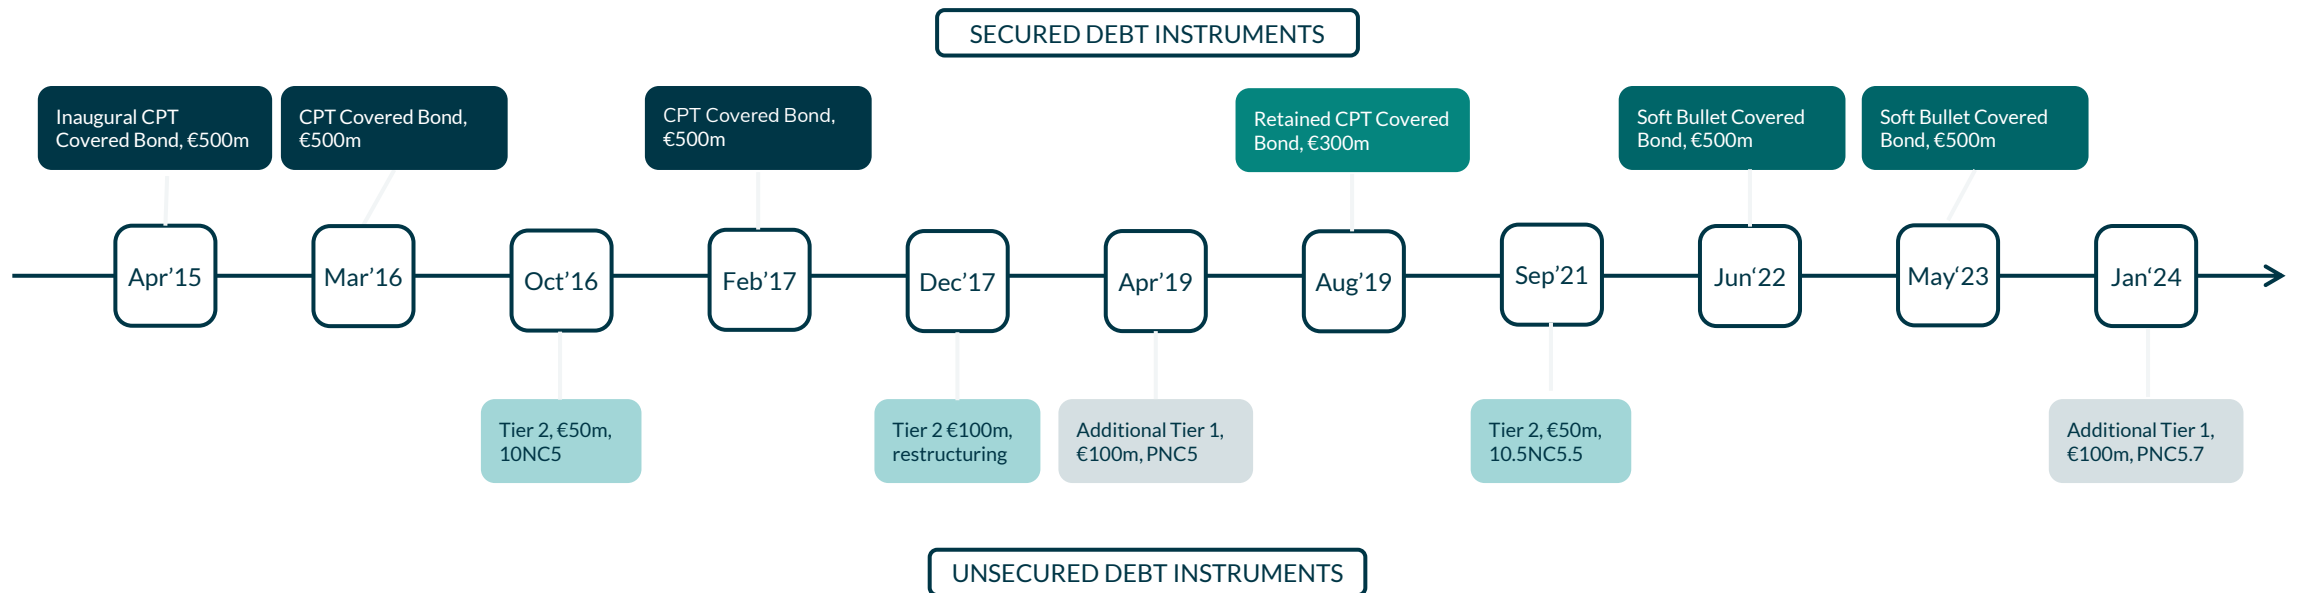 SECURED DEBT INSTRUMENTS
Inaugural CPT
Covered Bond, €500m
CPT Covered Bond,
€500m
CPT Covered Bond,
€500m
Retained CPT Covered
Bond, €300m
Soft Bullet Covered
Bond, €500m
Soft Bullet Covered
Bond, €500m
Apr’15
Mar’16
Oct’16
Feb’17
Dec’17
Apr’19
Aug’19
Sep’21
Jun‘22
May‘23
Jan‘24
Tier 2, €50m,
10NC5
Tier 2 €100m,
restructuring
Additional Tier 1,
€100m, PNC5
Tier 2, €50m,
10.5NC5.5
Additional Tier 1,
€100m, PNC5.7
UNSECURED DEBT INSTRUMENTS